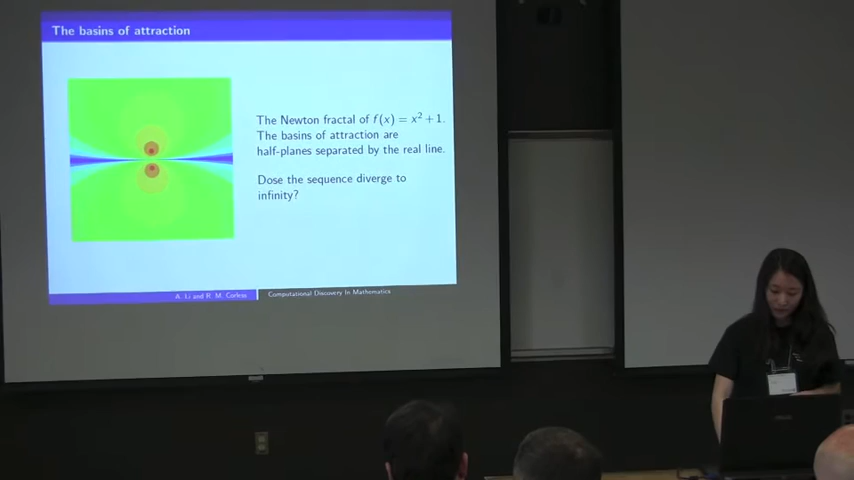 The basins of attraction
The Newton fractal of f(x) = x² + 1.
The basins of attraction are
half-planes separated by the real line.
Dose the sequence diverge to
infinity?
A. Li and R. M. Corless
Computational Discovery In Mathematics